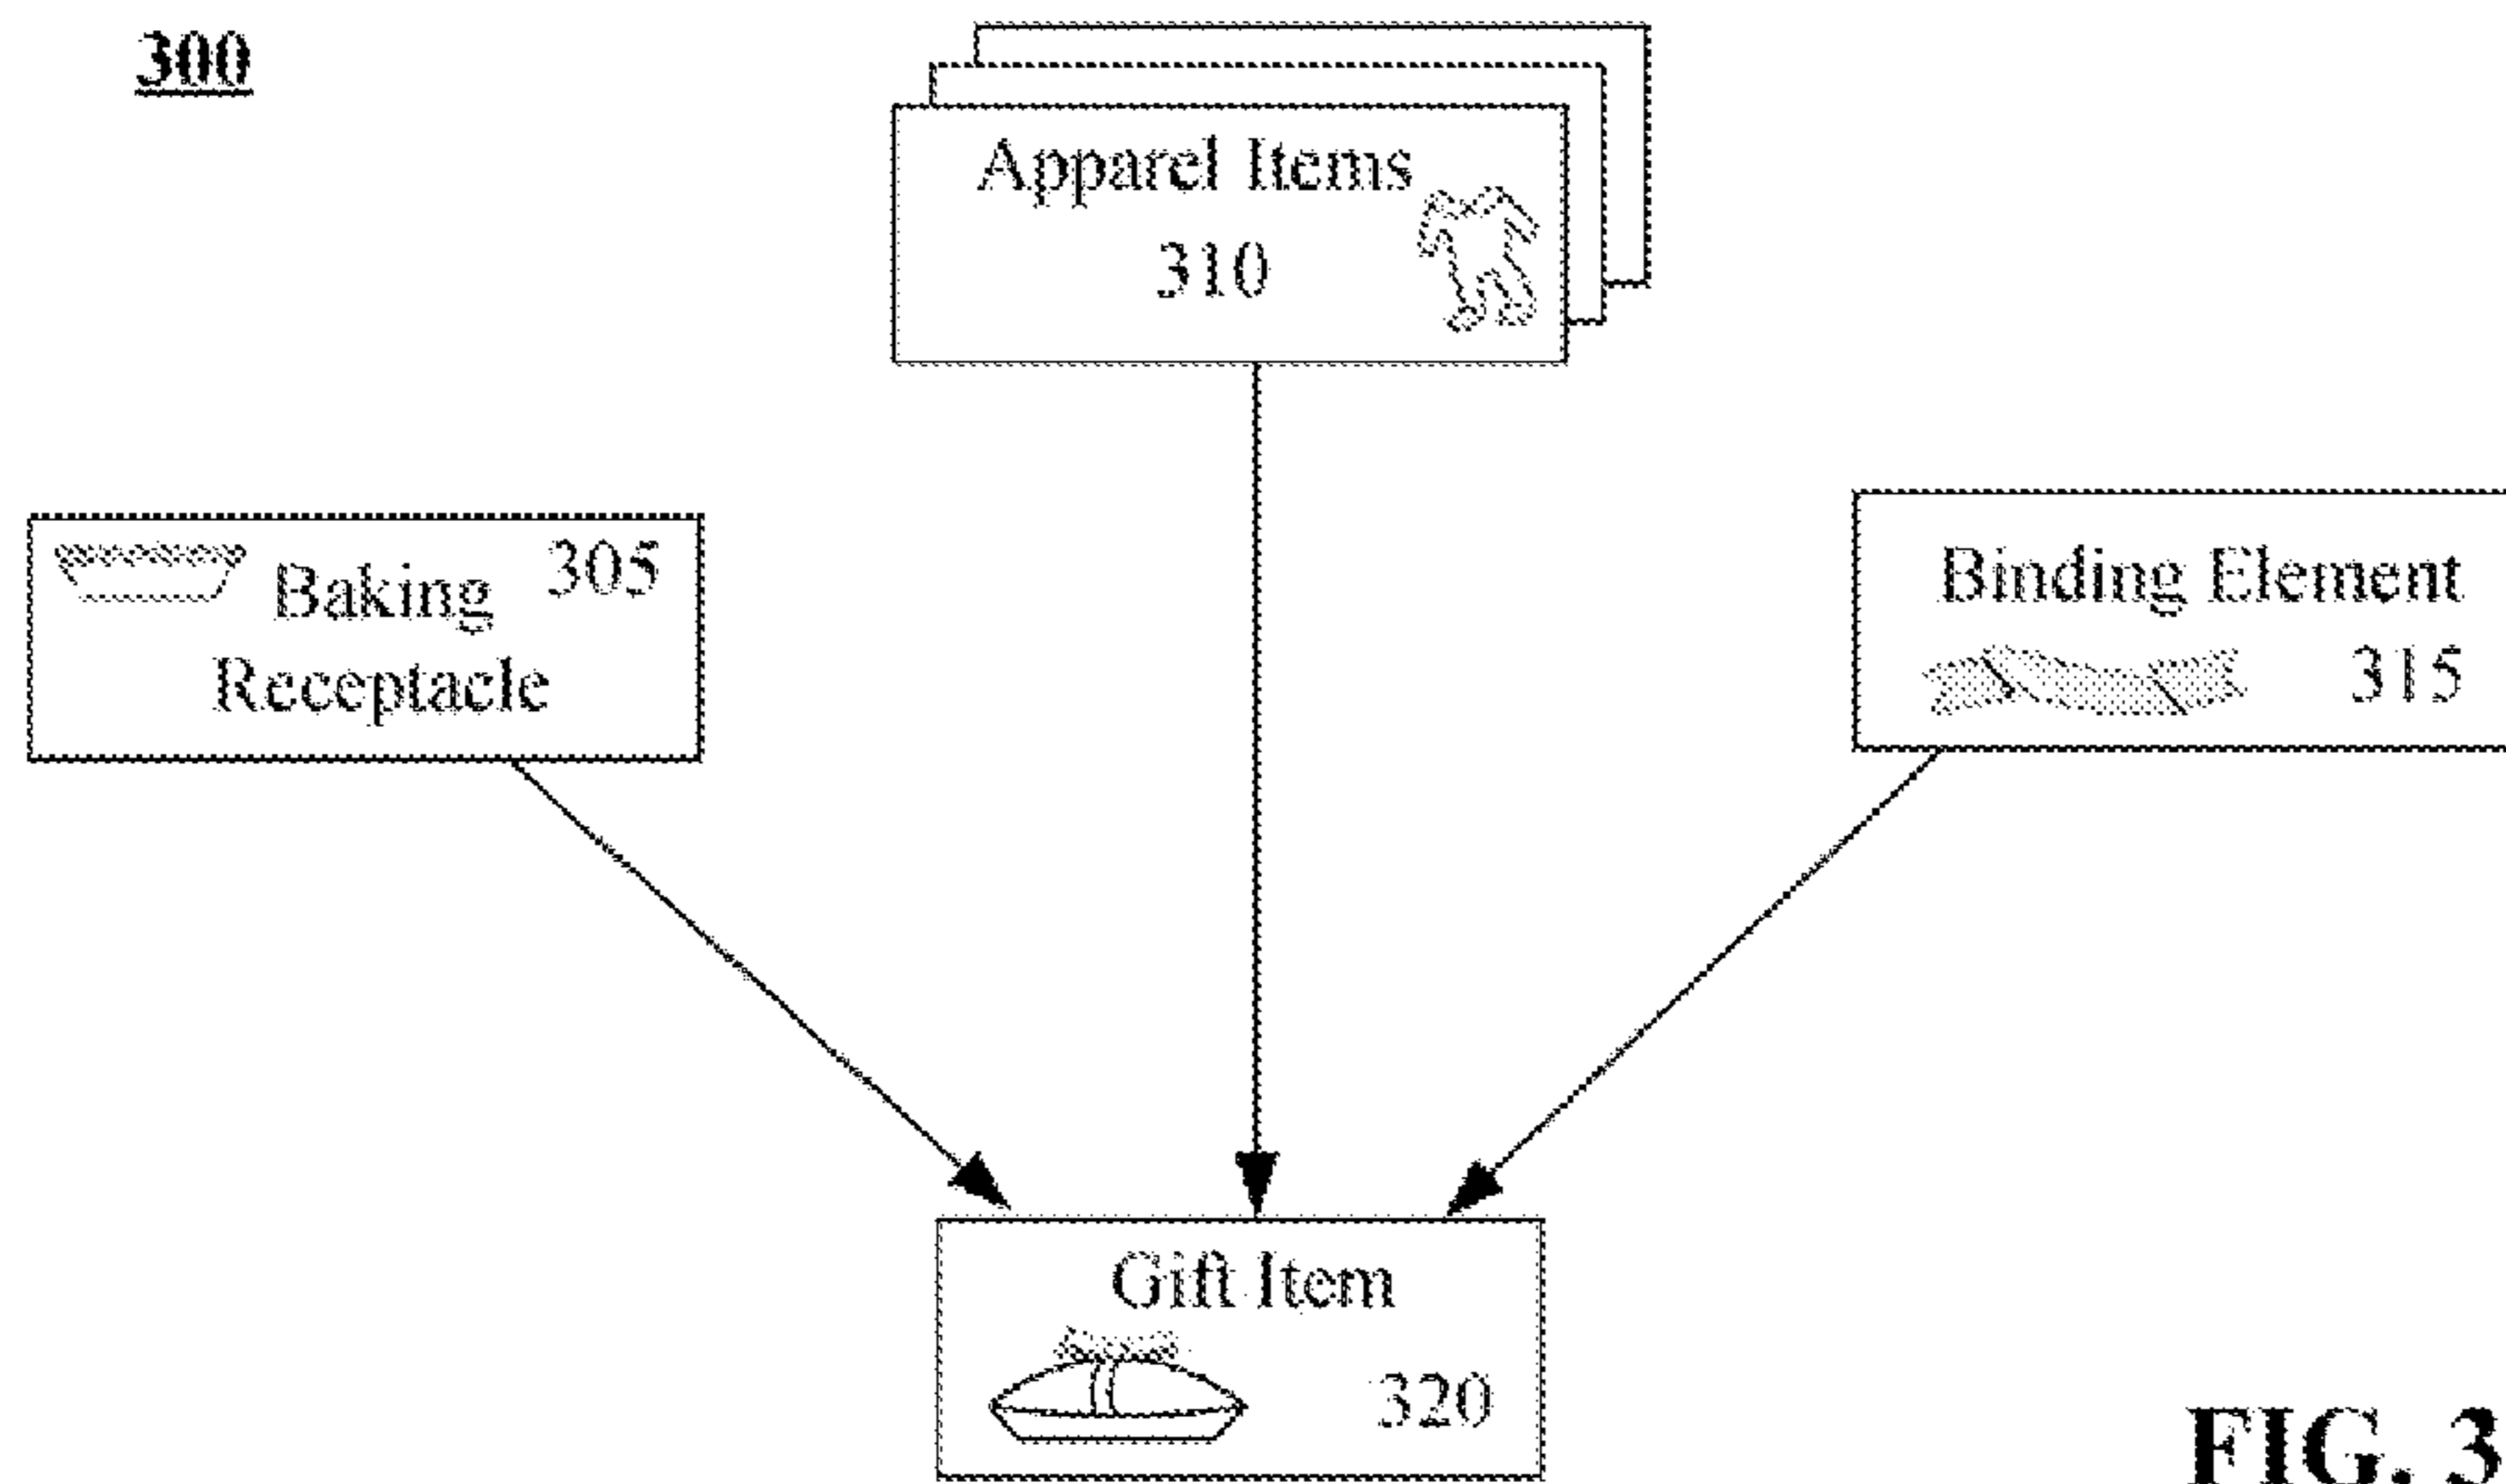 300
Apparel Items
310
Baking 305
Receptacle
Binding Element
315
Gift Item
320
FIG. 3